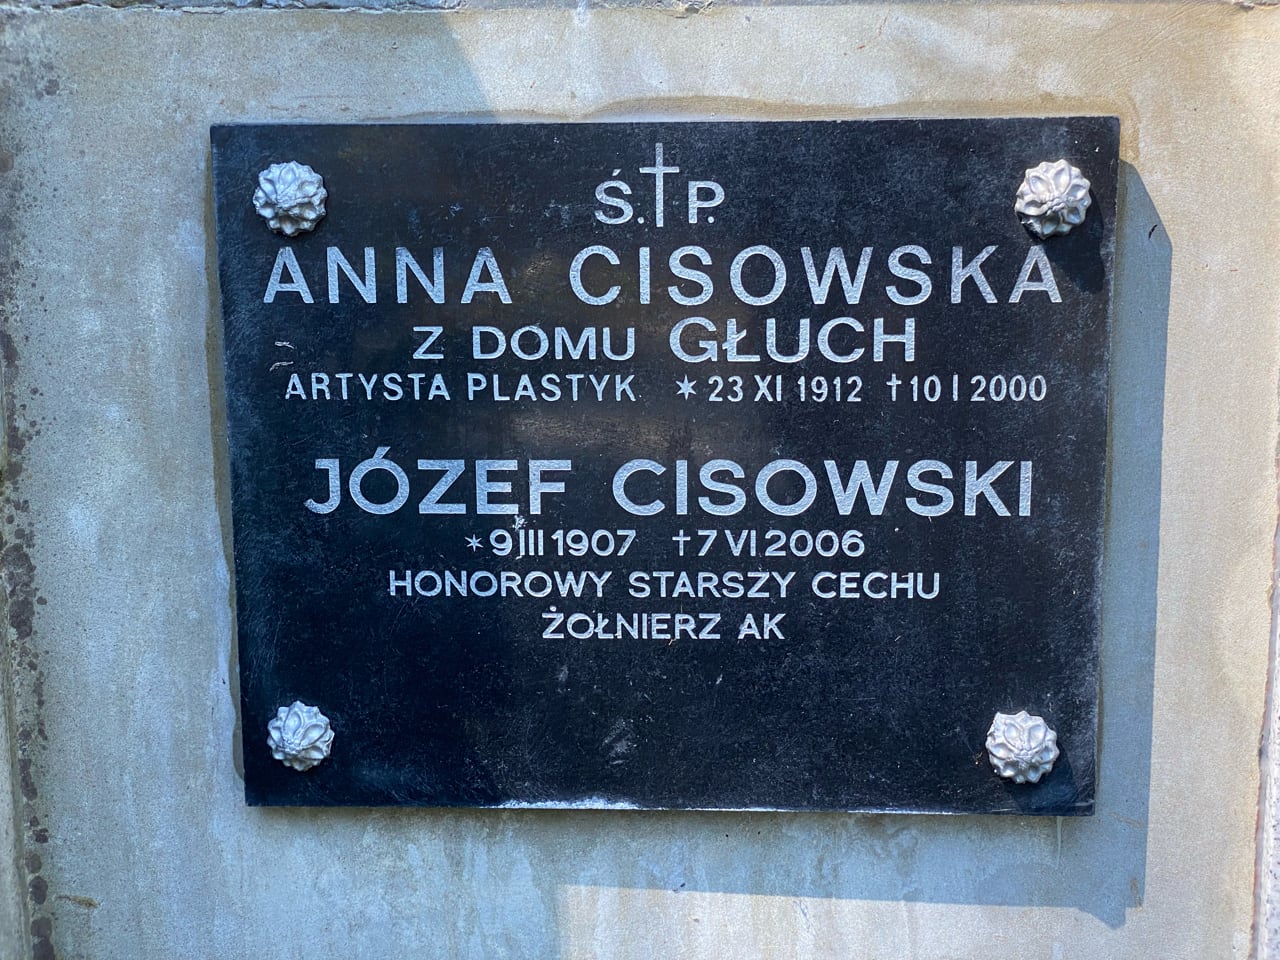 Ś.†P.
ANNA CISOWSKA
Z DOMU GŁUCH
ARTYSTA PLASTYK. *23 XI 1912 †10 I 2000
JÓZEF CISOWSKI
*9 III 1907 †7 VI 2006
HONOROWY STARSZY CECHU
ŻOŁNIERZ AK